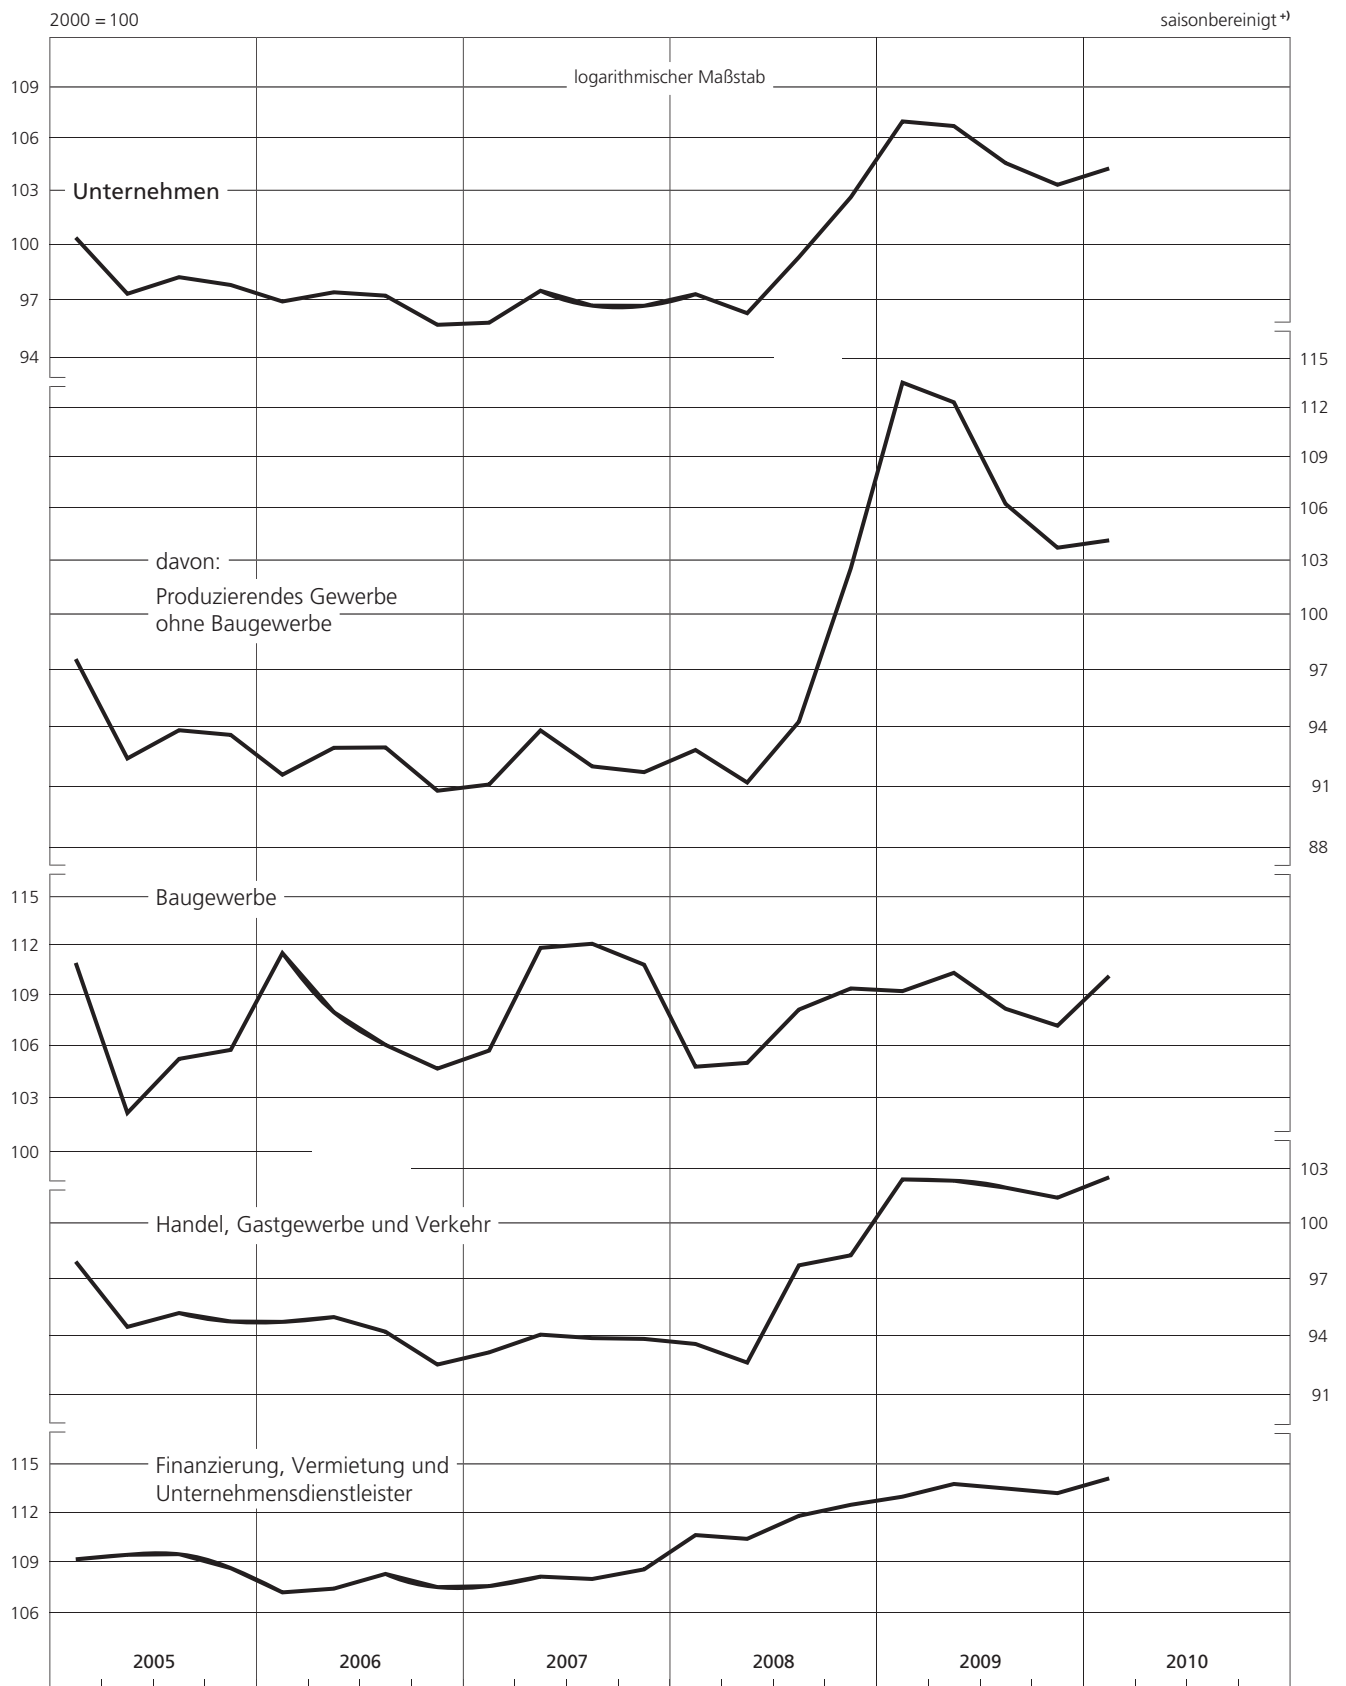 2000 = 100
saisonbereinigt +)
logarithmischer Maßstab
109
106
103
Unternehmen
100
97
94
115
112
109
106
davon:
103
Produzierendes Gewerbe
100
ohne Baugewerbe
97
94
91
88
115
Baugewerbe
112
109
106
103
100
103
Handel, Gastgewerbe und Verkehr
100
97
94
91
115
Finanzierung, Vermietung und
Unternehmensdienstleister
112
109
106
2005 2006 2007 2008 2009 2010